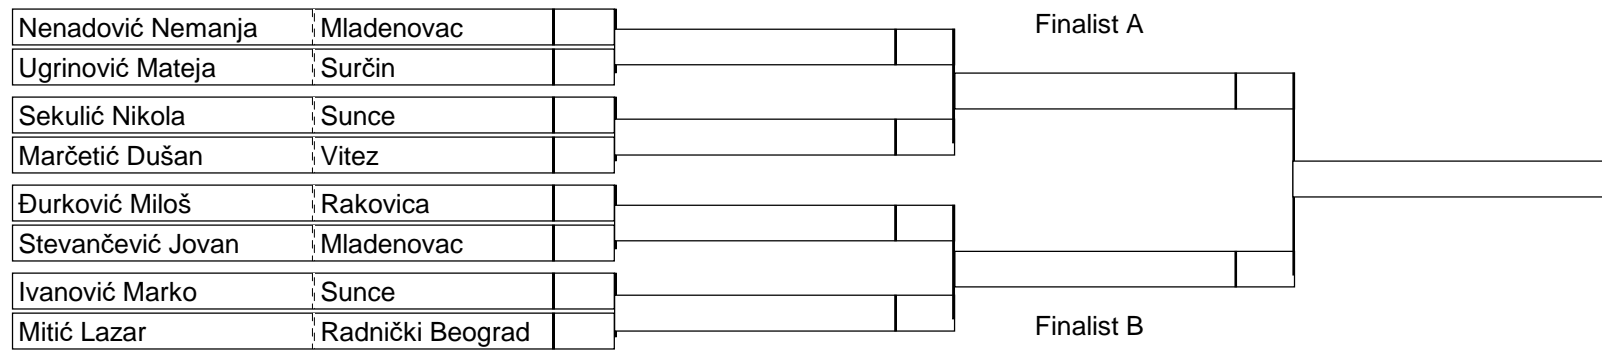 Nenadović Nemanja Mladenovac
Finalist A
Ugrinović Mateja Surčin
Sekulić Nikola Sunce
Marčetić Dušan Vitez
Đurković Miloš Rakovica
Stevančević Jovan Mladenovac
Ivanović Marko Sunce
Mitić Lazar Radnički Beograd
Finalist B